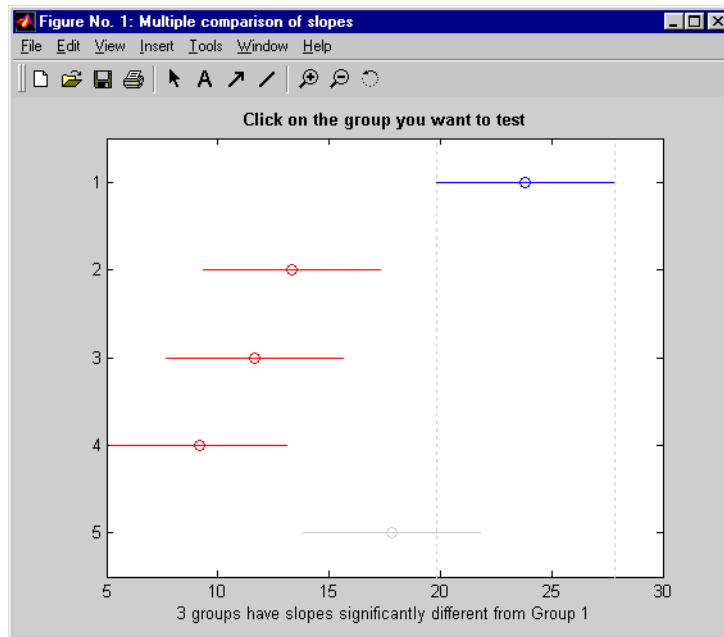 Figure No. 1: Multiple comparison of slopes
File Edit View Insert Tools Window Help
A
Click on the group you want to test
1
2
3
4
5
5 10 15 20 25 30
3 groups have slopes significantly different from Group 1